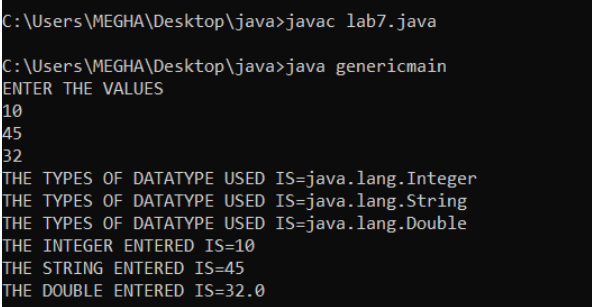 C:\Users\MEGHA\Desktop\java>javac lab7.java
C:\Users\MEGHA\Desktop\java>java genericmain
ENTER THE VALUES
10
45
32
THE TYPES OF DATATYPE USED IS=java.lang.Integer
THE TYPES OF DATATYPE USED IS=java.lang.String
THE TYPES OF DATATYPE USED IS=java.lang.Double
THE INTEGER ENTERED IS=10
THE STRING ENTERED IS=45
THE DOUBLE ENTERED IS=32.0